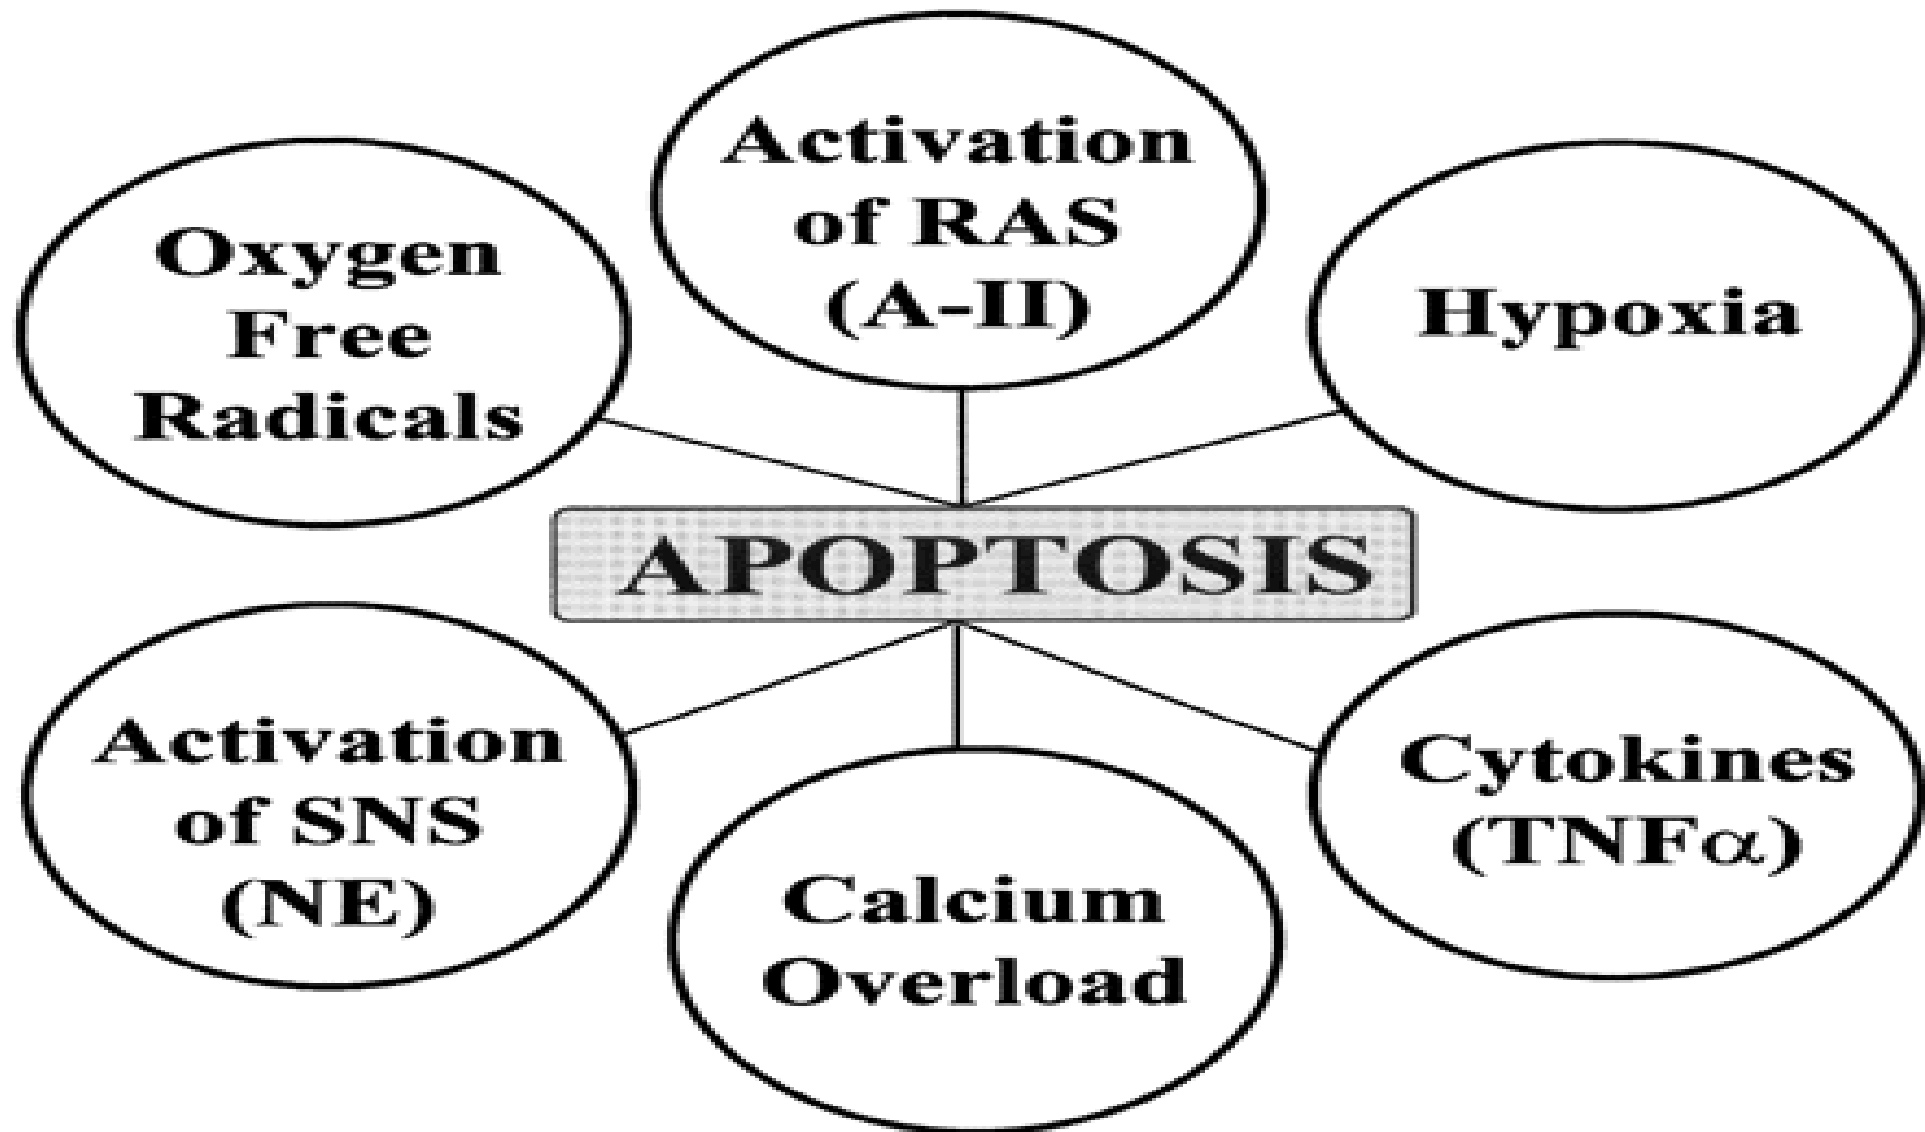 Activation
of RAS
(A-II)
Oxygen
Free
Radicals
Hypoxia
APOPTOSIS
Activation
of SNS
(NE)
Calcium
Overload
Cytokines
(TNFα)